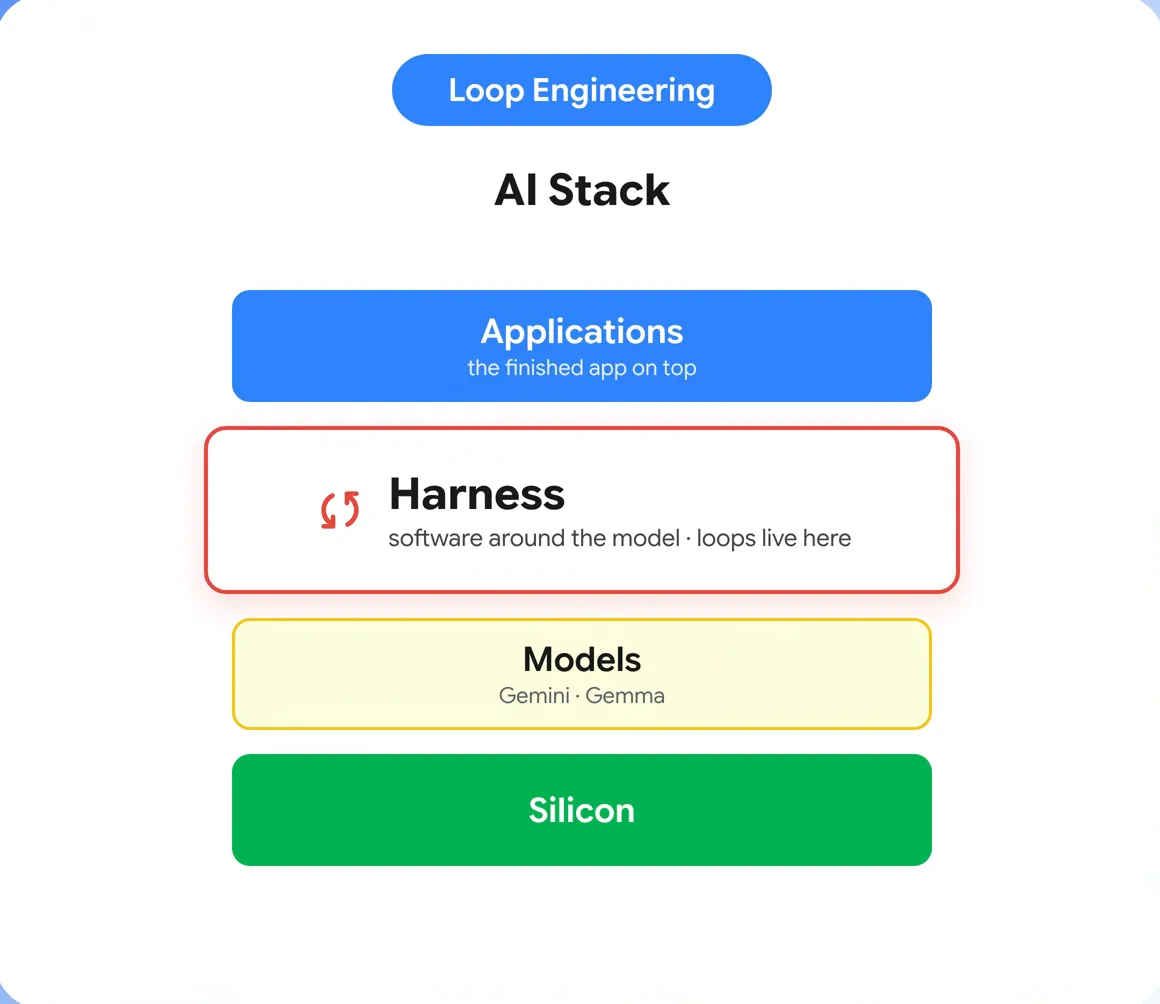 Loop Engineering
AI Stack
Applications
the finished app on top
Harness
software around the model · loops live here
Models
Gemini · Gemma
Silicon